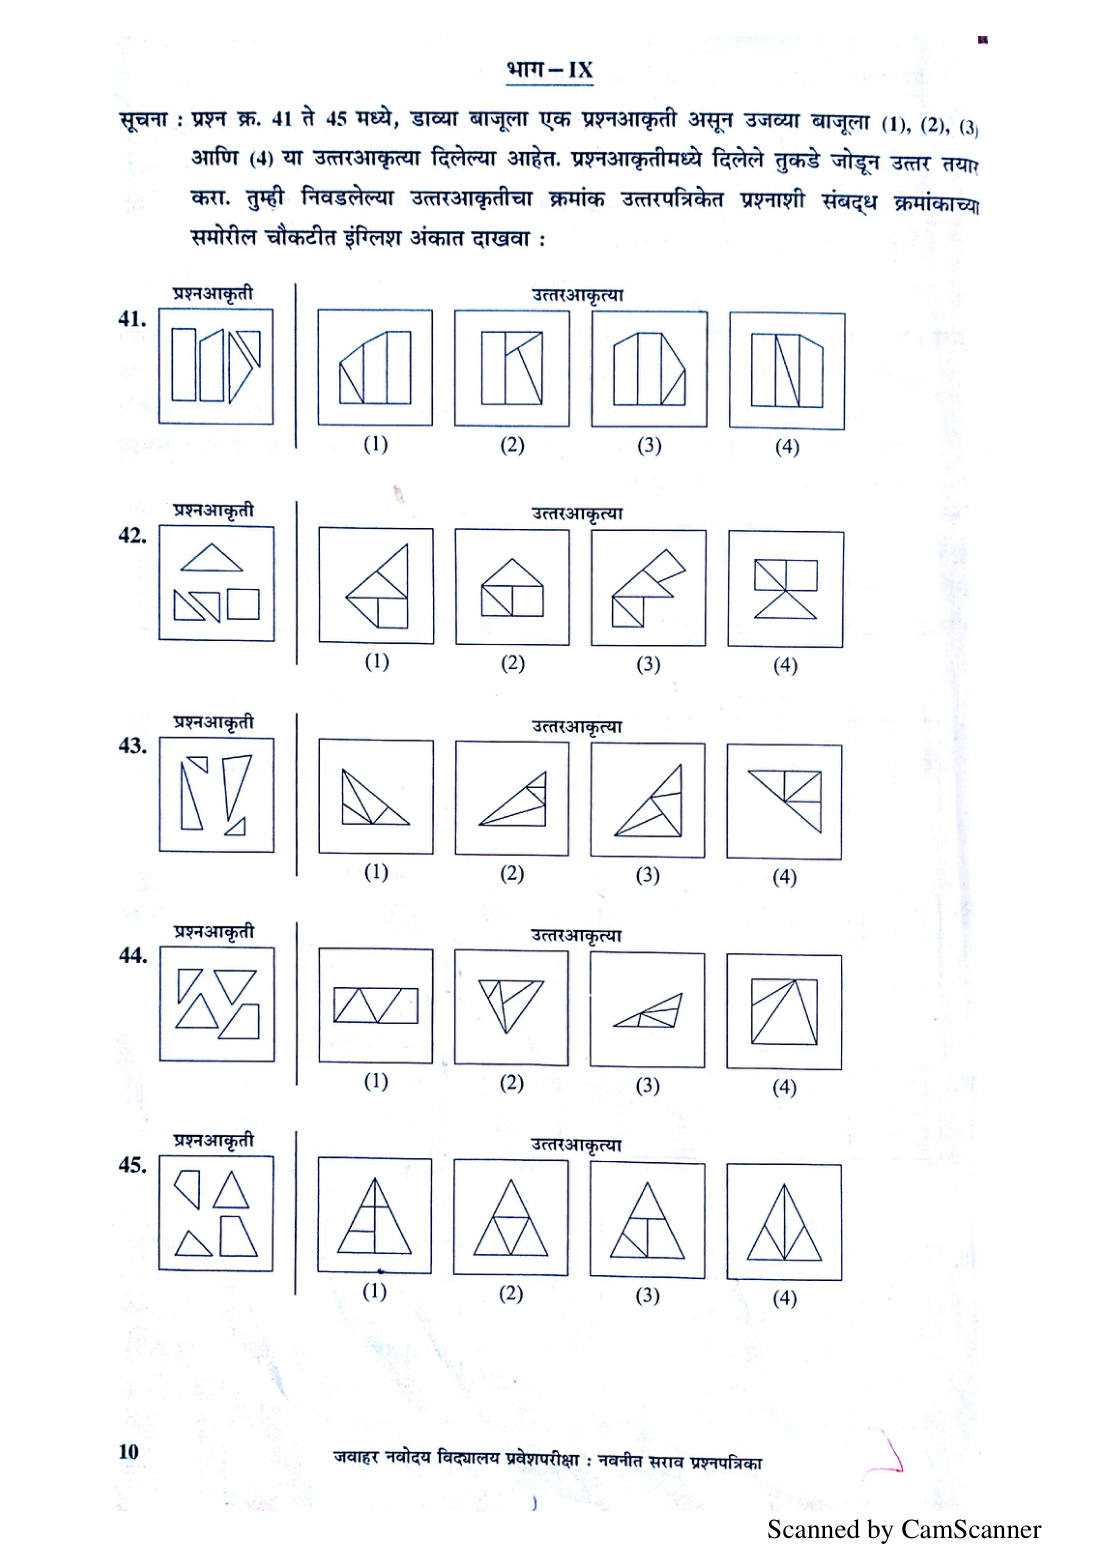 भाग – IX
सूचना : प्रश्न क्र. 41 ते 45 मध्ये, डाव्या बाजूला एक प्रश्नआकृती असून उजव्या बाजूला (1), (2), (3)
आणि (4) या उत्तरआकृत्या दिलेल्या आहेत. प्रश्नआकृतीमध्ये दिलेले तुकडे जोडून उत्तर तयार
करा. तुम्ही निवडलेल्या उत्तरआकृतीचा क्रमांक उत्तरपत्रिकेत प्रश्नाशी संबद्ध क्रमांकाच्या
समोरील चौकटीत इंग्लिश अंकात दाखवा :
प्रश्नआकृती उत्तरआकृत्या
41.
(1) (2) (3) (4)
प्रश्नआकृती उत्तरआकृत्या
42.
(1) (2) (3) (4)
प्रश्नआकृती उत्तरआकृत्या
43.
(1) (2) (3) (4)
प्रश्नआकृती उत्तरआकृत्या
44.
(1) (2) (3) (4)
प्रश्नआकृती उत्तरआकृत्या
45.
(1) (2) (3) (4)
10 जवाहर नवोदय विद्यालय प्रवेशपरीक्षा : नवनीत सराव प्रश्नपत्रिका
Scanned by CamScanner